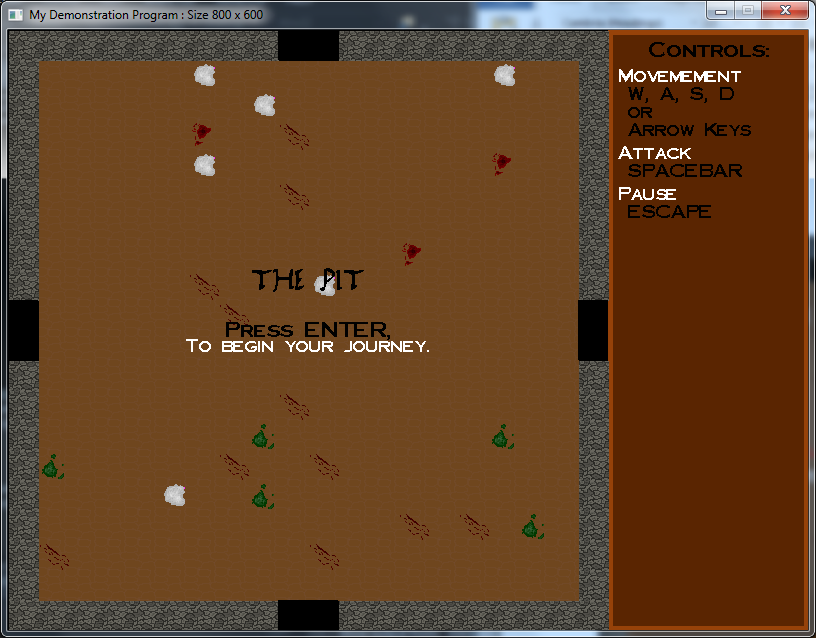 My Demonstration Program : Size 800 x 600
THE PIT
Press ENTER,
To begin your journey.
Controls:
Movemement
W, A, S, D
or
Arrow Keys
Attack
SPACEBAR
Pause
ESCAPE